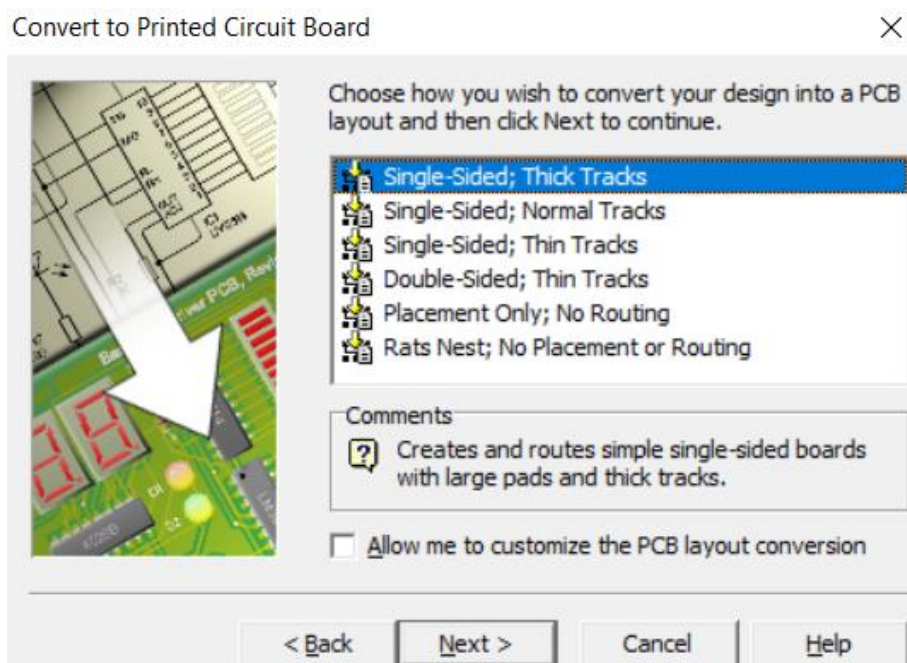 Convert to Printed Circuit Board
Choose how you wish to convert your design into a PCB
layout and then click Next to continue.
Single-Sided; Thick Tracks
Single-Sided; Normal Tracks
Single-Sided; Thin Tracks
Double-Sided; Thin Tracks
Placement Only; No Routing
Rats Nest; No Placement or Routing
Comments
Creates and routes simple single-sided boards
with large pads and thick tracks.
Allow me to customize the PCB layout conversion
< Back
Next >
Cancel
Help